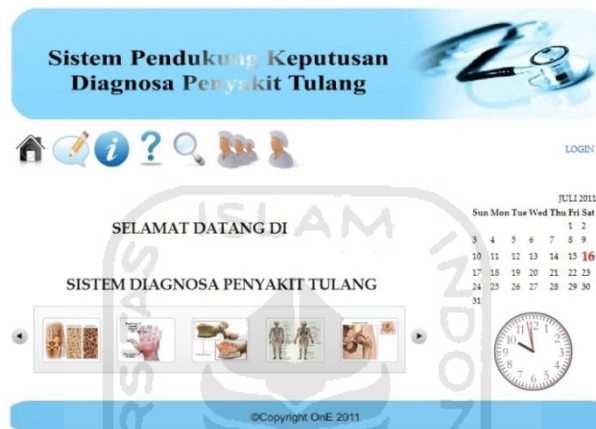 Sistem Pendukung Keputusan
Diagnosa Penyakit Tulang
LOGIN
SELAMAT DATANG DI
SISTEM DIAGNOSA PENYAKIT TULANG
JULI 2011
Sun Mon Tue Wed Thu Fri Sat
1 2
3 4 5 6 7 8 9
10 11 12 13 14 15 16
17 18 19 20 21 22 23
24 25 26 27 28 29 30
31
©Copyright OnE 2011
ISLAM